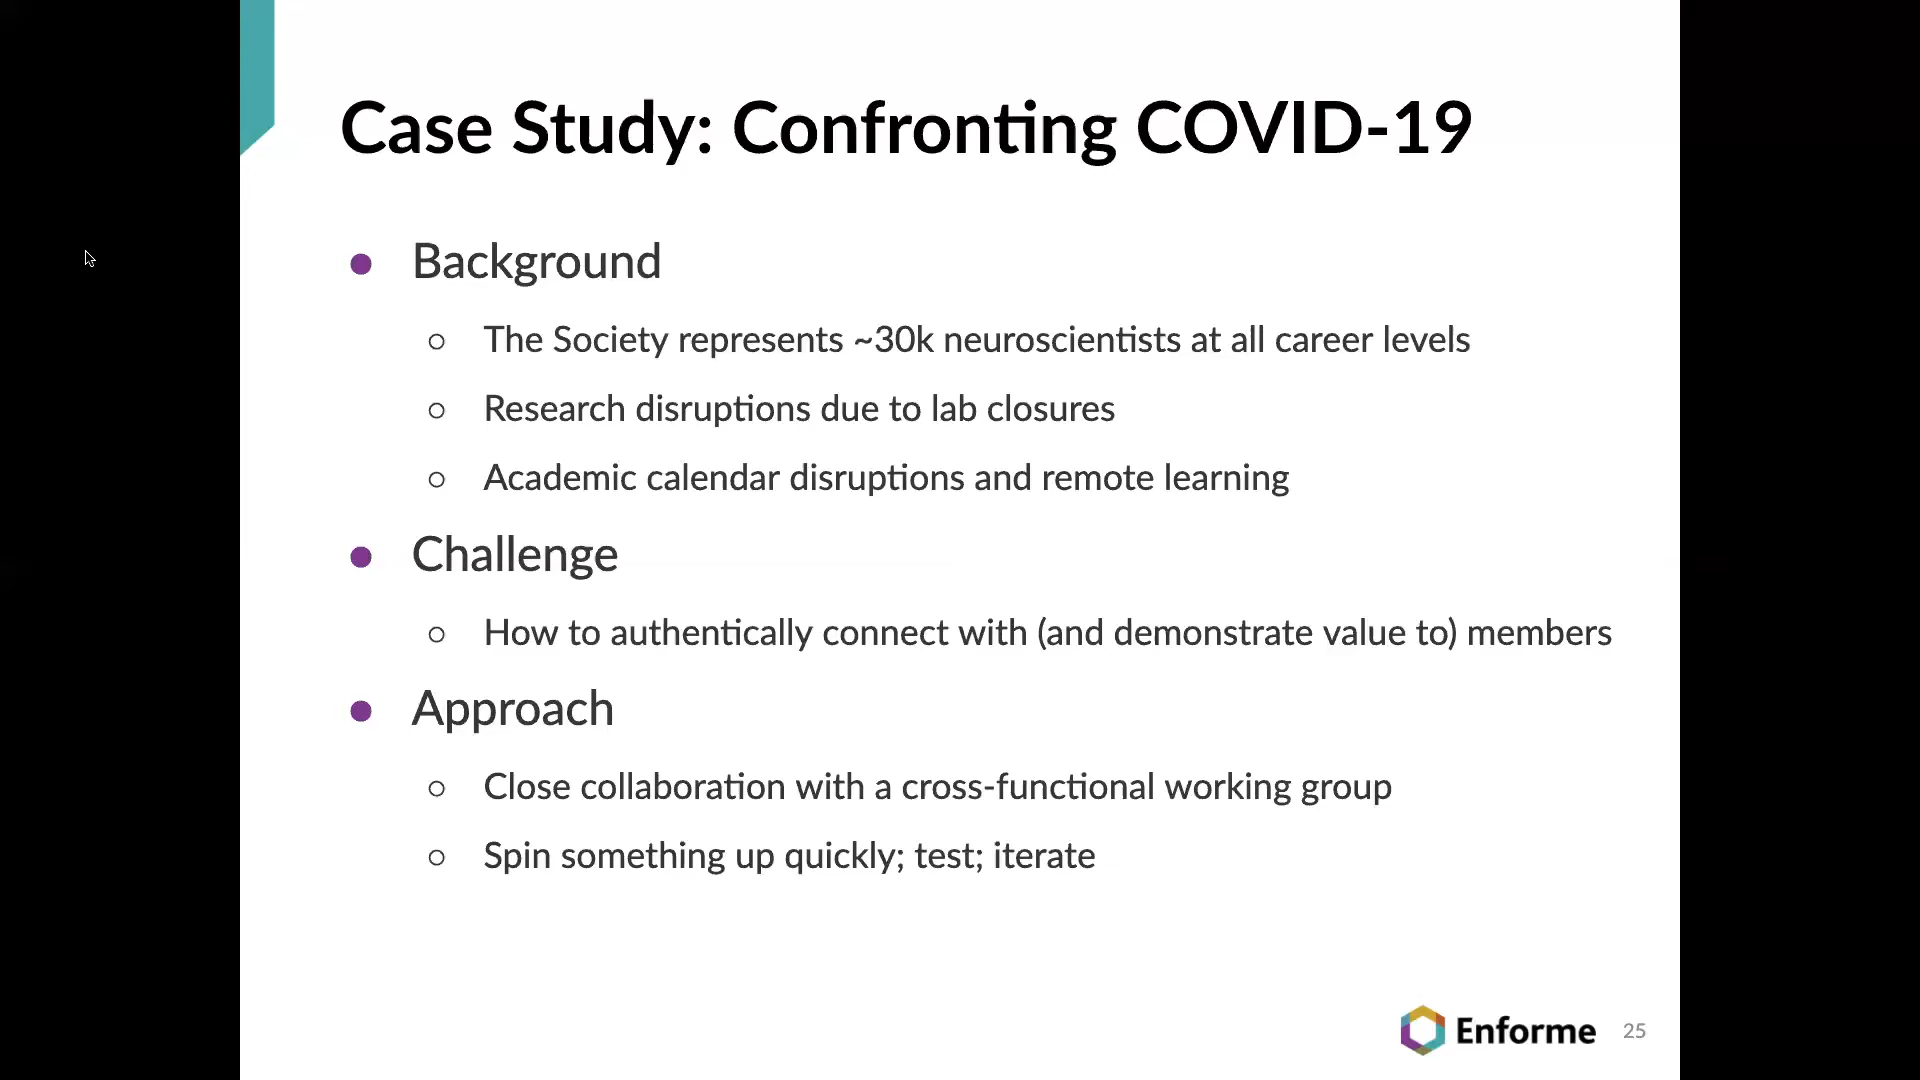 Case Study: Confronting COVID-19
● Background
○ The Society represents ~30k neuroscientists at all career levels
○ Research disruptions due to lab closures
○ Academic calendar disruptions and remote learning
● Challenge
○ How to authentically connect with (and demonstrate value to) members
● Approach
○ Close collaboration with a cross-functional working group
○ Spin something up quickly; test; iterate
Enforme 25